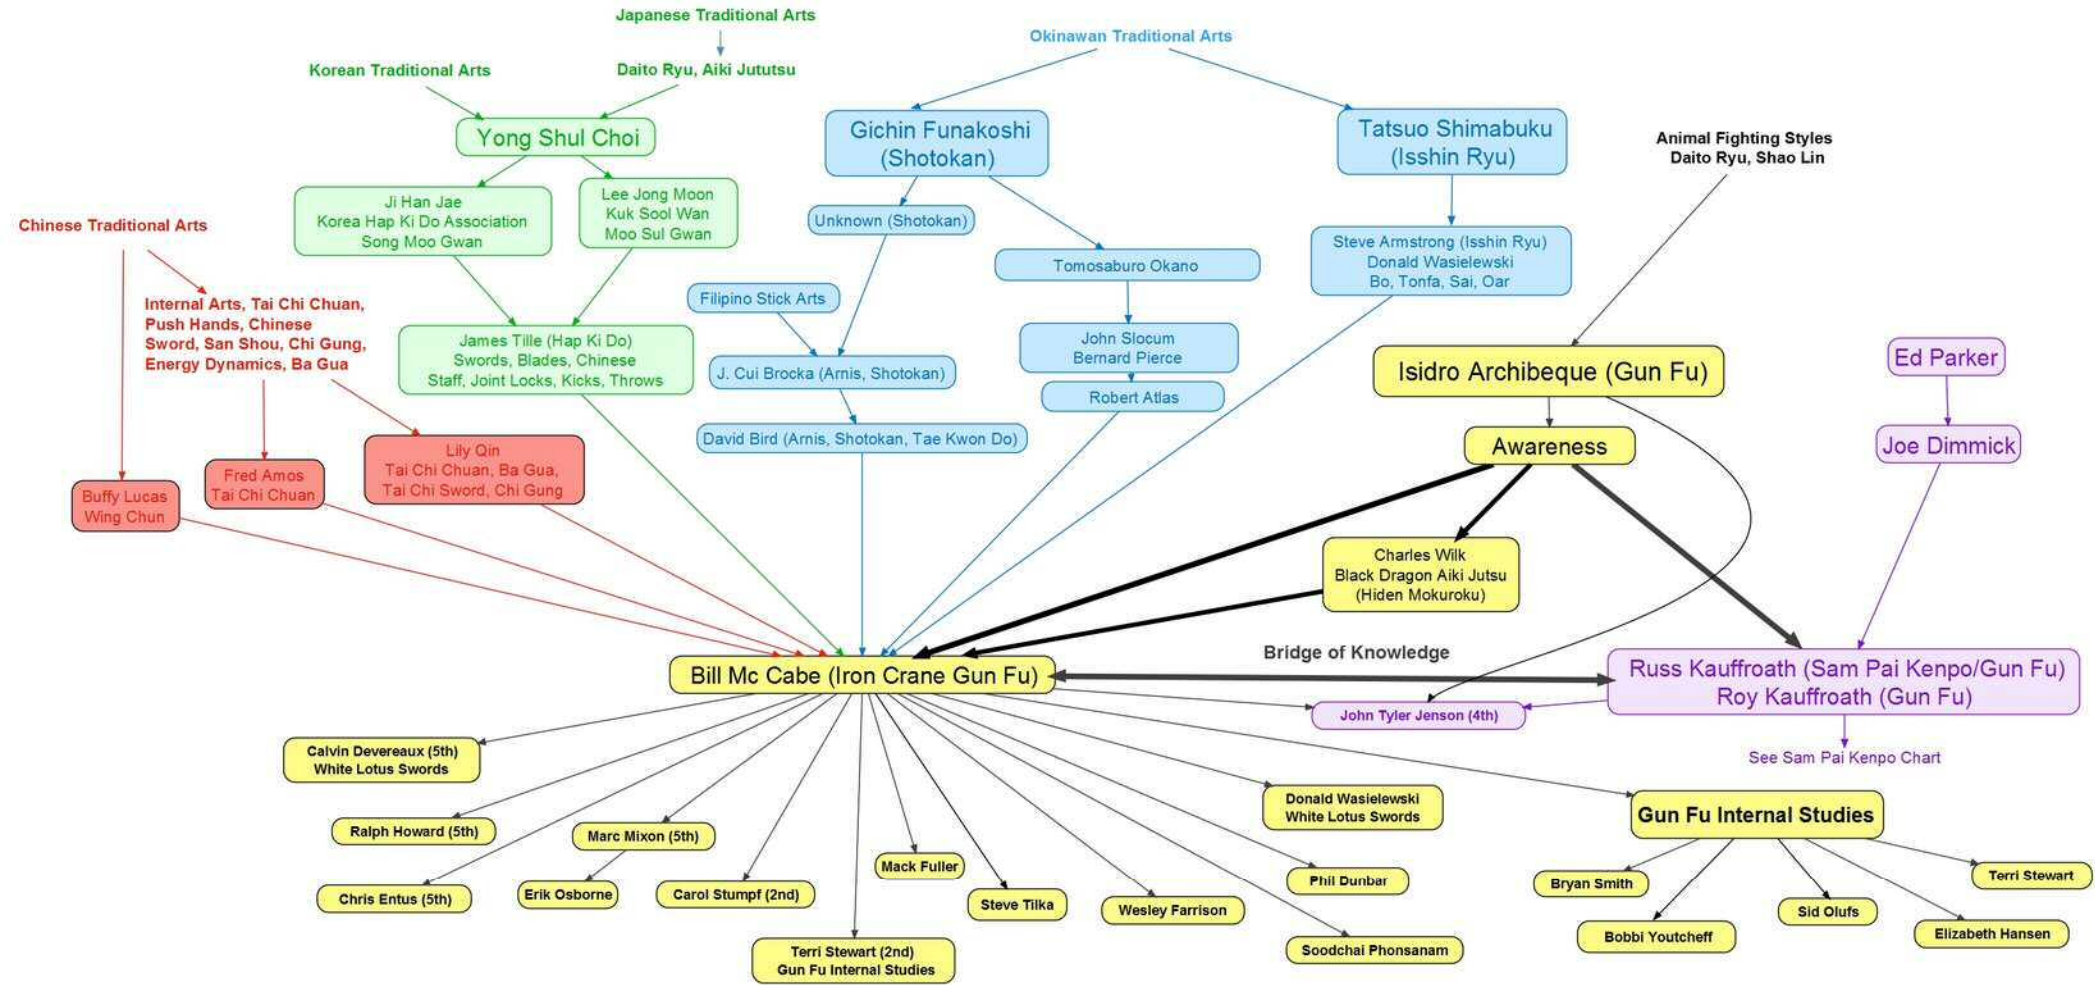 Japanese Traditional Arts
Okinawan Traditional Arts
Korean Traditional Arts
Daito Ryu, Aiki Jututsu
Yong Shul Choi
Gichin Funakoshi
(Shotokan)
Tatsuo Shimabuku
(Isshin Ryu)
Animal Fighting Styles
Daito Ryu, Shao Lin
Ji Han Jae
Korea Hap Ki Do Association
Song Moo Gwan
Lee Jong Moon
Kuk Sool Wan
Moo Sul Gwan
Unknown (Shotokan)
Chinese Traditional Arts
Steve Armstrong (Isshin Ryu)
Donald Wasielewski
Bo, Tonfa, Sai, Oar
Tomosaburo Okano
Filipino Stick Arts
Internal Arts, Tai Chi Chuan,
Push Hands, Chinese
Sword, San Shou, Chi Gung,
Energy Dynamics, Ba Gua
James Tille (Hap Ki Do)
Swords, Blades, Chinese
Staff, Joint Locks, Kicks, Throws
John Slocum
Bernard Pierce
J. Cui Brocka (Arnis, Shotokan)
Robert Atlas
Isidro Archibeque (Gun Fu)
Ed Parker
David Bird (Arnis, Shotokan, Tae Kwon Do)
Awareness
Joe Dimmick
Lily Qin
Tai Chi Chuan, Ba Gua,
Tai Chi Sword, Chi Gung
Fred Amos
Tai Chi Chuan
Buffy Lucas
Wing Chun
Charles Wilk
Black Dragon Aiki Jutsu
(Hiden Mokuroku)
Bridge of Knowledge
Bill Mc Cabe (Iron Crane Gun Fu)
Russ Kauffroath (Sam Pai Kenpo/Gun Fu)
Roy Kauffroath (Gun Fu)
John Tyler Jenson (4th)
See Sam Pai Kenpo Chart
Calvin Devereaux (5th)
White Lotus Swords
Donald Wasielewski
White Lotus Swords
Gun Fu Internal Studies
Ralph Howard (5th)
Marc Mixon (5th)
Mack Fuller
Phil Dunbar
Bryan Smith
Terri Stewart
Chris Entus (5th)
Erik Osborne
Carol Stumpf (2nd)
Steve Tilka
Wesley Farrison
Sid Olufs
Bobbi Youtcheff
Elizabeth Hansen
Terri Stewart (2nd)
Gun Fu Internal Studies
Soodchai Phonsanam